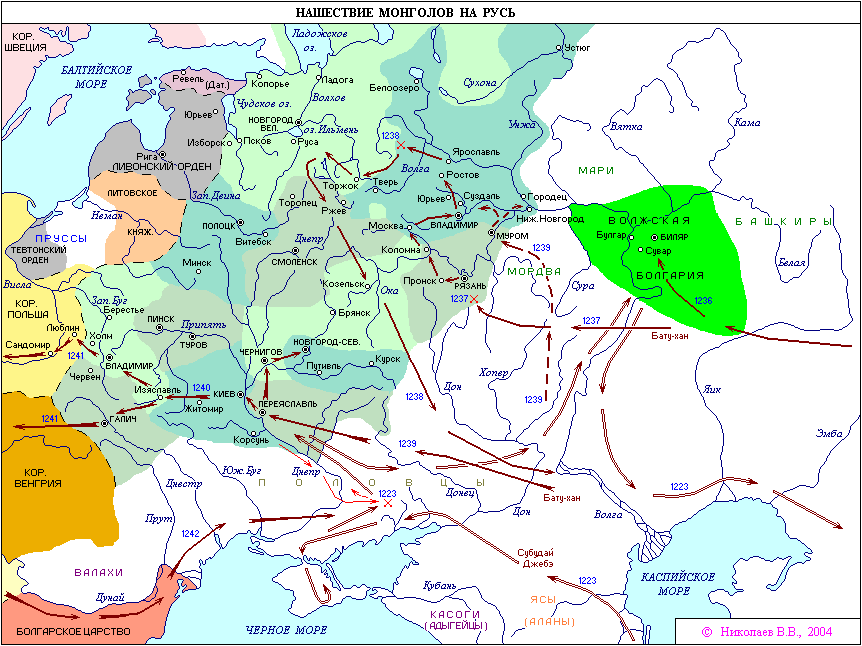 НАШЕСТВИЕ МОНГОЛОВ НА РУСЬ
КОР.
ШВЕЦИЯ
Ладожское
оз.
Устюг
БАЛТИЙСКОЕ
МОРЕ
Ревель
(Дат.)
Копорье
Ладога
Белоозеро
Сухона
Чудское оз.
Волхов
Юрьев
НОВГОРОД
ВЕЛ.
оз.Ильмень
Унжа
Вятка
Кама
Изборск
Псков
Руса
1238
Ярославль
Рига
ЛИВОНСКИЙ ОРДЕН
Волга
Ростов
МАРИ
ЛИТОВСКОЕ
Зап.Двина
Торжок
Тверь
Торопец
Ржев
Юрьев
Суздаль
Городец
Неман
КНЯЖ.
ПОЛОЦК
Москва
ВЛАДИМИР
Ниж.Новгород
ВОЛЖСКАЯ
БАШКИРЫ
ПРУССЫ
Витебск
Днепр
МУРОМ
Булгар
БИЛЯР
ТЕВТОНСКИЙ
ОРДЕН
Коломна
1239
Сувар
Минск
СМОЛЕНСК
МОРДВА
Белая
БОЛГАРИЯ
Висла
Козельск
Ока
Пронск
РЯЗАНЬ
Сура
КОР.
ПОЛЬША
Зап.Буг
Берестье
1237
1236
ПИНСК
Припять
Брянск
1237
Люблин
Холм
ТУРОВ
Бату-хан
Сандомир
1241
НОВГОРОД-СЕВ.
ЧЕРНИГОВ
ВЛАДИМИР
Путивль
Курск
Хопер
Червен
Дон
Яик
Изяславль
1240
КИЕВ
1238
1239
Житомир
ПЕРЕЯСЛАВЛЬ
1241
ГАЛИЧ
Эмба
Корсунь
1239
КОР.
ВЕНГРИЯ
Юж.Буг
Днепр
Днестр
ПОЛОВЦЫ
1223
Донец
Бату-хан
1223
Прут
Дон
Волга
1242
Субудай
Джебэ
ВАЛАХИ
КАСПИЙСКОЕ
МОРЕ
Кубань
1223
Дунай
ЯСЫ
(АЛАНЫ)
КАСОГИ
(АДЫГЕЙЦЫ)
БОЛГАРСКОЕ ЦАРСТВО
ЧЕРНОЕ МОРЕ
© Николаев В.В., 2004